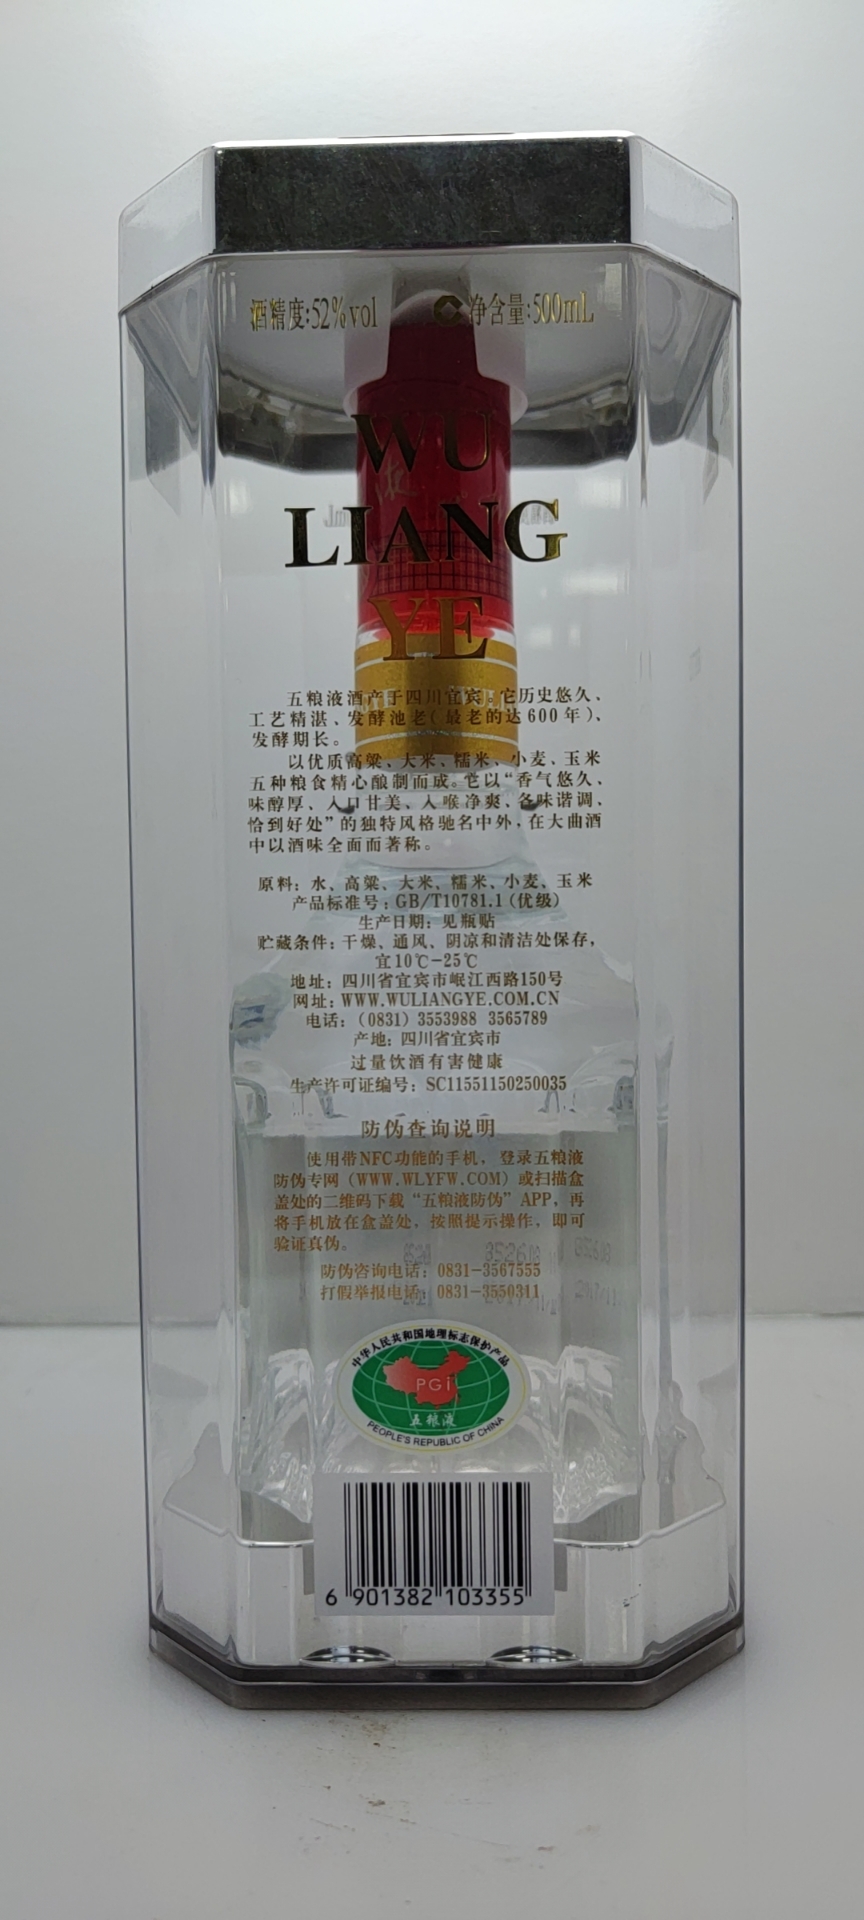 酒精度:52%vol
净含量:500mL
WU
LIANG
YE
五粮液酒产于四川宜宾。它历史悠久、
工艺精湛、发酵池老(最老的达600年)、
发酵期长。
以优质高粱、大米、糯米、小麦、玉米
五种粮食精心酿制而成。它以“香气悠久、
味醇厚、入口甘美、入喉净爽、各味谐调、
恰到好处”的独特风格驰名中外,在大曲酒
中以酒味全面而著称。
原料: 水、高粱、大米、糯米、小麦、玉米
产品标准号: GB/T10781.1 (优级)
生产日期: 见瓶贴
贮藏条件: 干燥、通风、阴凉和清洁处保存,
宜10℃-25℃
地址: 四川省宜宾市岷江西路150号
网址: WWW.WULIANGYE.COM.CN
电话: (0831) 3553988 3565789
产地: 四川省宜宾市
过量饮酒有害健康
生产许可证编号: SC11551150250035
防伪查询说明
使用带NFC功能的手机, 登录五粮液
防伪专网 (WWW.WLYFW.COM) 或扫描盒
盖处的二维码下载“五粮液防伪” APP, 再
将手机放在盒盖处, 按照提示操作, 即可
验证真伪。
防伪咨询电话: 0831-3567555
打假举报电话: 0831-3550311
中华人民共和国地理标志保护产品
PGI
五粮液
PEOPLE'S REPUBLIC OF CHINA
6 901382 103355